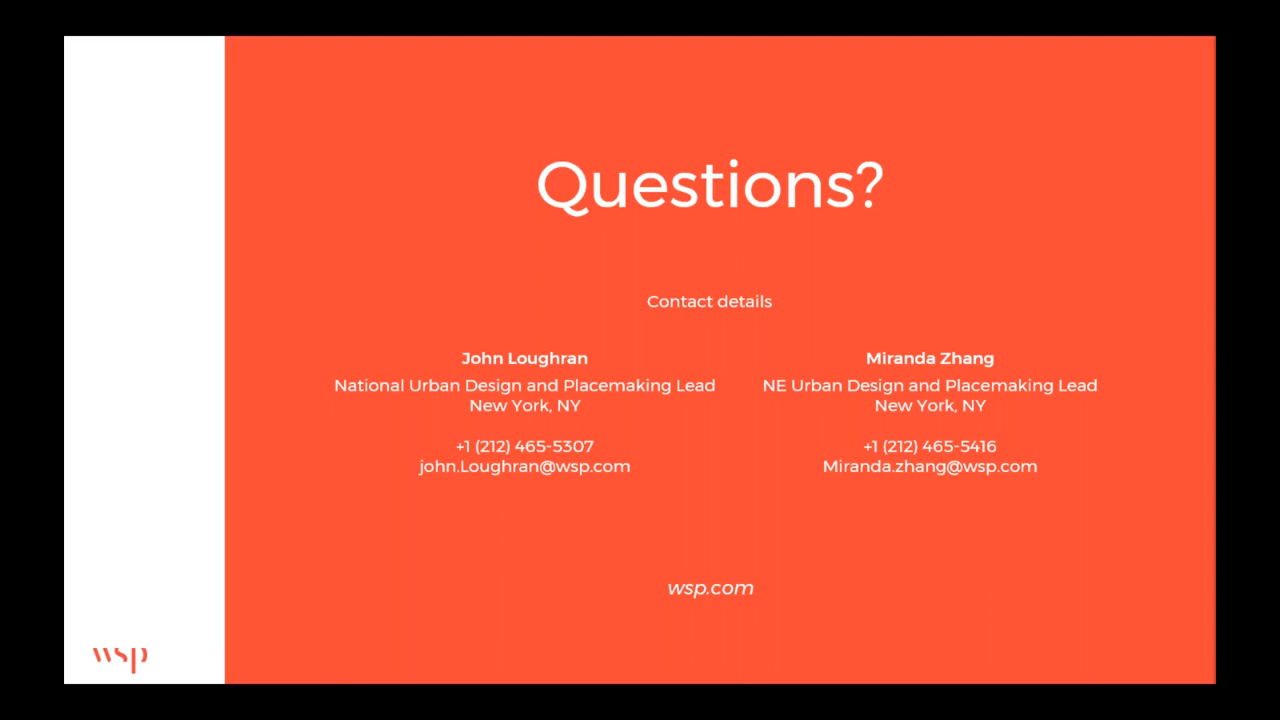 Questions?
Contact details
John Loughran
National Urban Design and Placemaking Lead
New York, NY
+1 (212) 465-5307
john.Loughran@wsp.com
Miranda Zhang
NE Urban Design and Placemaking Lead
New York, NY
+1 (212) 465-5416
Miranda.zhang@wsp.com
wsp.com
wsp